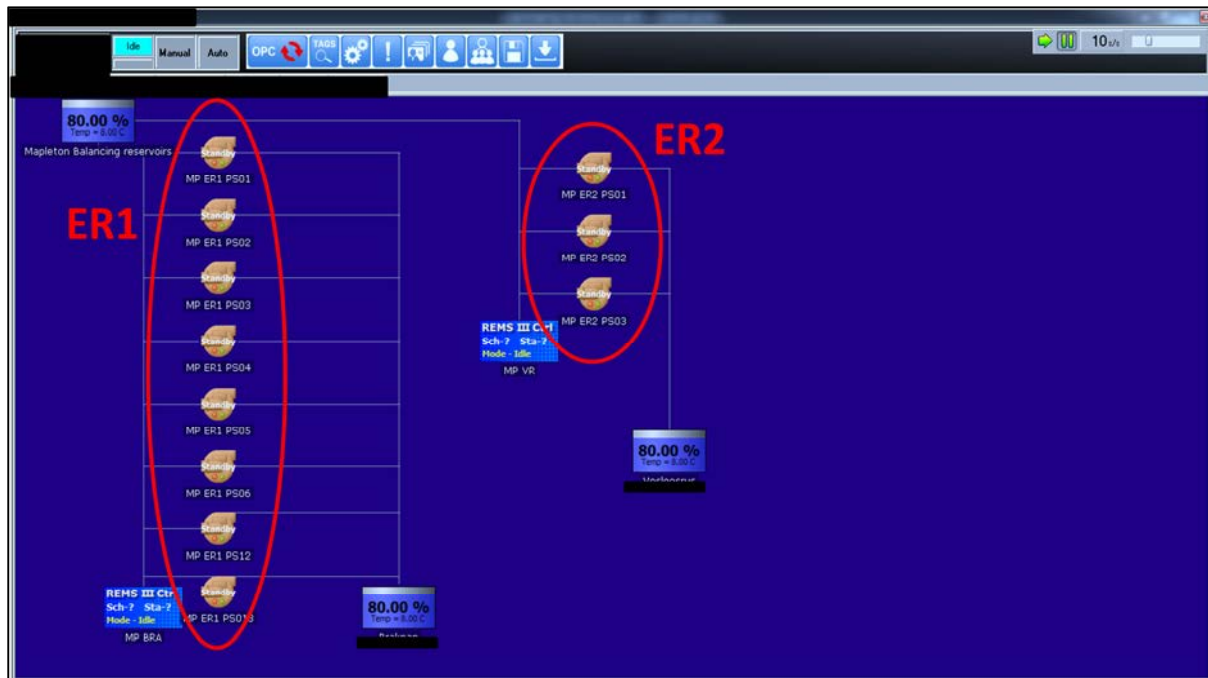 Idle
Manual
Auto
OPC
TAGS
!
10 s/s
80.00 %
Temp = 8.00 C
Mapleton Balancing reservoirs
ER1
Standby
MP ER1 PS01
Standby
MP ER1 PS02
Standby
MP ER1 PS03
Standby
MP ER1 PS04
Standby
MP ER1 PS05
Standby
MP ER1 PS06
Standby
MP ER1 PS12
Standby
MP ER1 PS013
REMS III Ctrl
Sch-? Sta-?
Mode - Idle
MP BRA
80.00 %
Temp = 8.00 C
ER2
Standby
MP ER2 PS01
Standby
MP ER2 PS02
Standby
MP ER2 PS03
REMS III Ctrl
Sch-? Sta-?
Mode - Idle
MP VR
80.00 %
Temp = 8.00 C